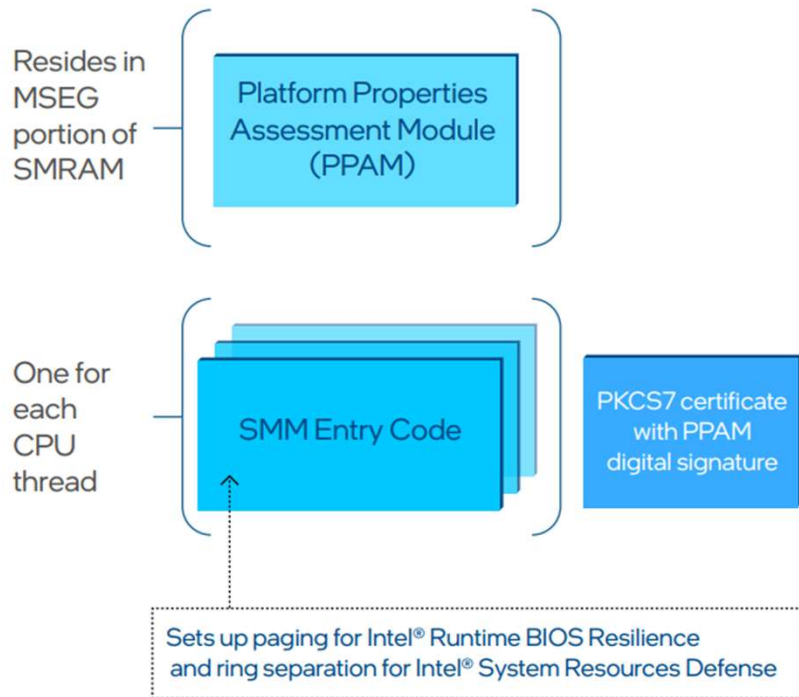 Resides in
MSEG
portion of
SMRAM
Platform Properties
Assessment Module
(PPAM)
One for
each
CPU
thread
SMM Entry Code
PKCS7 certificate
with PPAM
digital signature
Sets up paging for Intel® Runtime BIOS Resilience
and ring separation for Intel® System Resources Defense